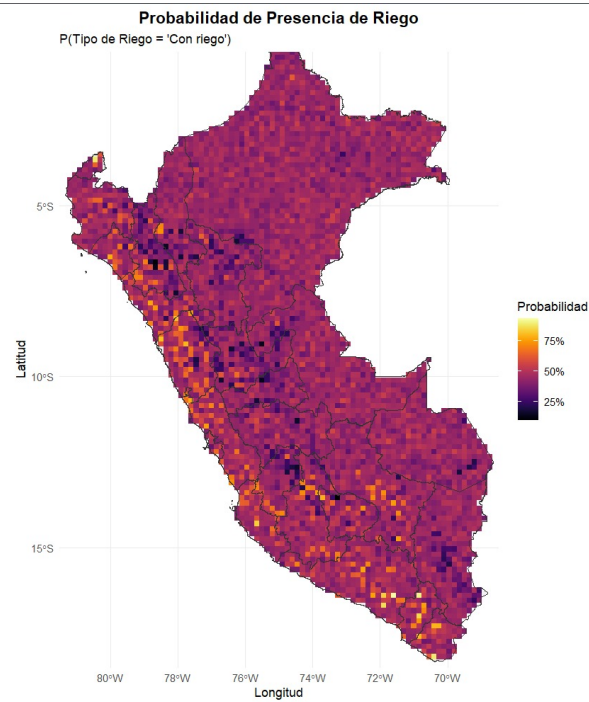 Probabilidad de Presencia de Riego
P(Tipo de Riego = 'Con riego')
5°S
10°S
15°S
Latitud
80°W 78°W 76°W 74°W 72°W 70°W
Longitud
Probabilidad
75%
50%
25%